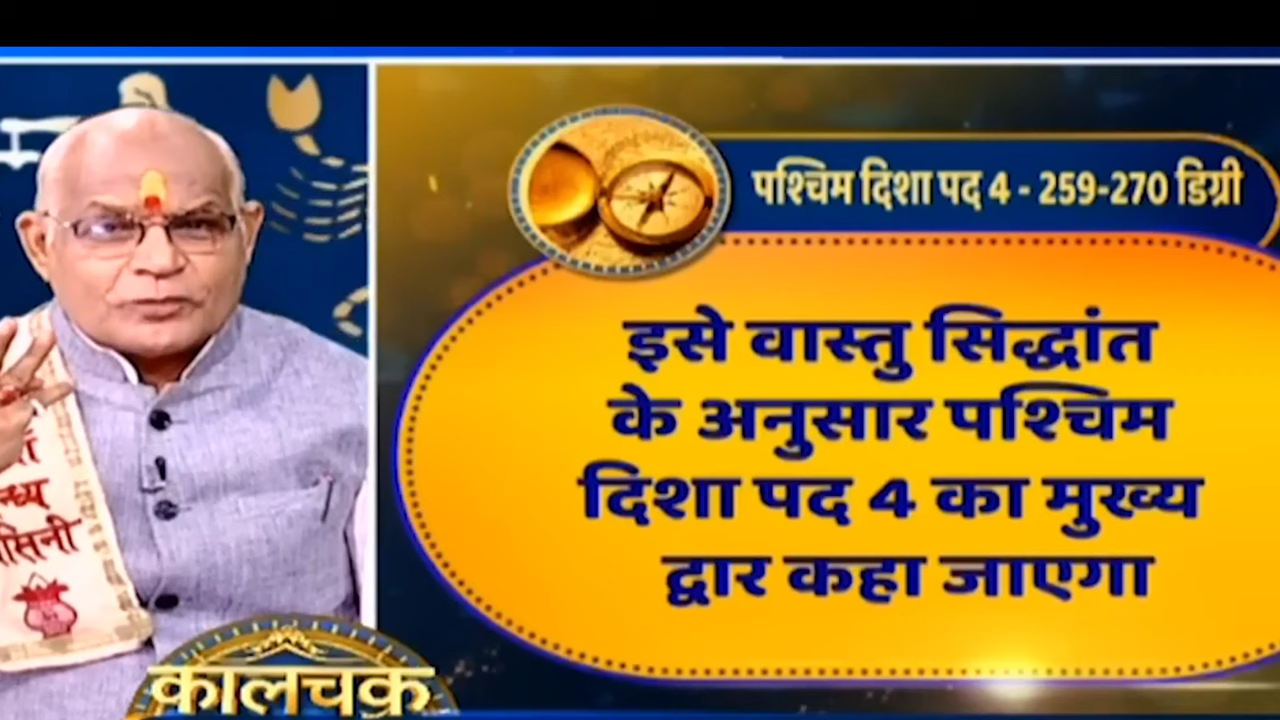 पश्चिम दिशा पद 4 - 259-270 डिग्री
इसे वास्तु सिद्धांत
के अनुसार पश्चिम
दिशा पद 4 का मुख्य
द्वार कहा जाएगा
कालचक्र